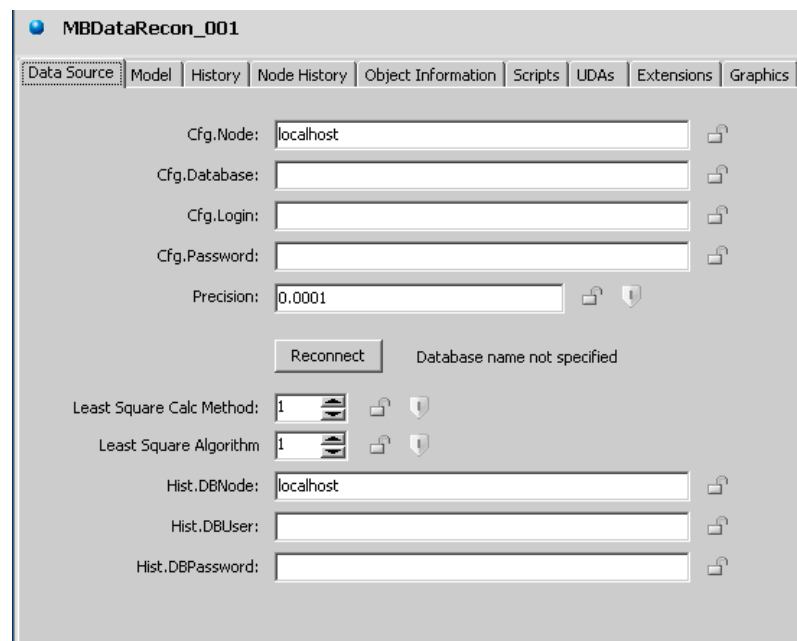 MBDataRecon_001
Data Source Model History Node History Object Information Scripts UDAs Extensions Graphics
Cfg.Node: localhost
Cfg.Database:
Cfg.Login:
Cfg.Password:
Precision: 0.0001
Reconnect Database name not specified
Least Square Calc Method: 1
Least Square Algorithm 1
Hist.DBNode: localhost
Hist.DBUser:
Hist.DBPassword: